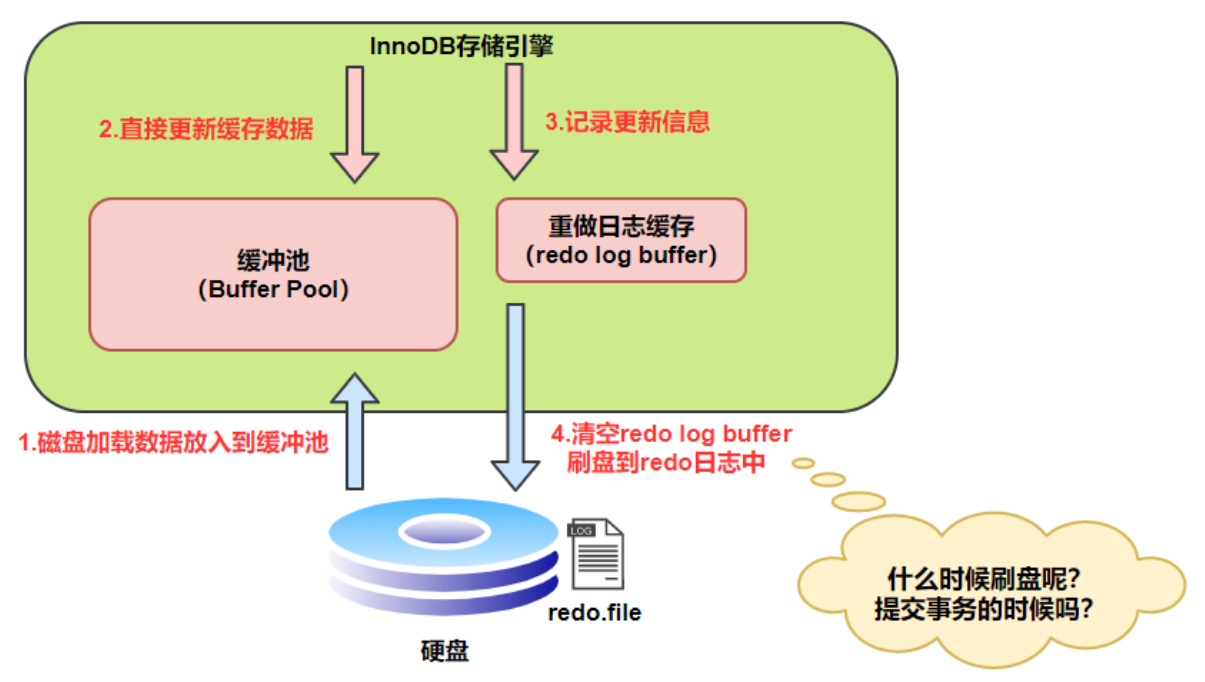 InnoDB存储引擎
2.直接更新缓存数据
3.记录更新信息
重做日志缓存
（redo log buffer）
缓冲池
（Buffer Pool）
1.磁盘加载数据放入到缓冲池
4.清空redo log buffer
刷盘到redo日志中
LOG
redo.file
硬盘
什么时候刷盘呢？
提交事务的时候吗？